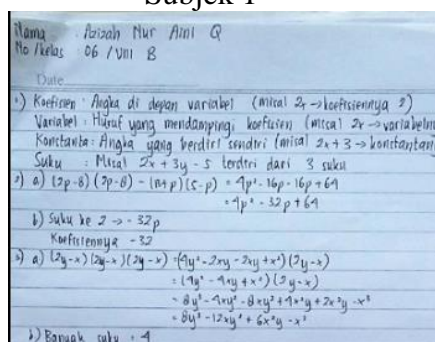 Subjek 1
Nama : Azizah Nur Aini Q
No /kelas : 06 / VIII B
Date
1) Koefisien : Angka di depan variabel (misal 2r → koefisiennya 2)
Variabel : Huruf yang mendampingi koefisien (misal 2r → variabelny
Konstanta : Angka yang berdiri sendiri (misal 2x + 3 → konstantan
Suku : Misal 2x + 3y - 5 terdiri dari 3 suku
2) a) (2p-8) (2p-8) - (5-p) = 4p² - 16p - 16p + 64
= 4p² - 32p + 64
b) Suku ke 2 → - 32p
Koefisiennya - 32
3) a) (2y-x) (2y-x) (2y-x) = (4y² - 2xy - 2xy + x²) (2y-x)
= (4y² - 4xy + x²) (2y-x)
= 8y³ - 4xy² - 8xy² + 4x²y + 2x²y - x³
= 8y³ - 12xy² + 6x²y - x³
b) Banyak suku = 4